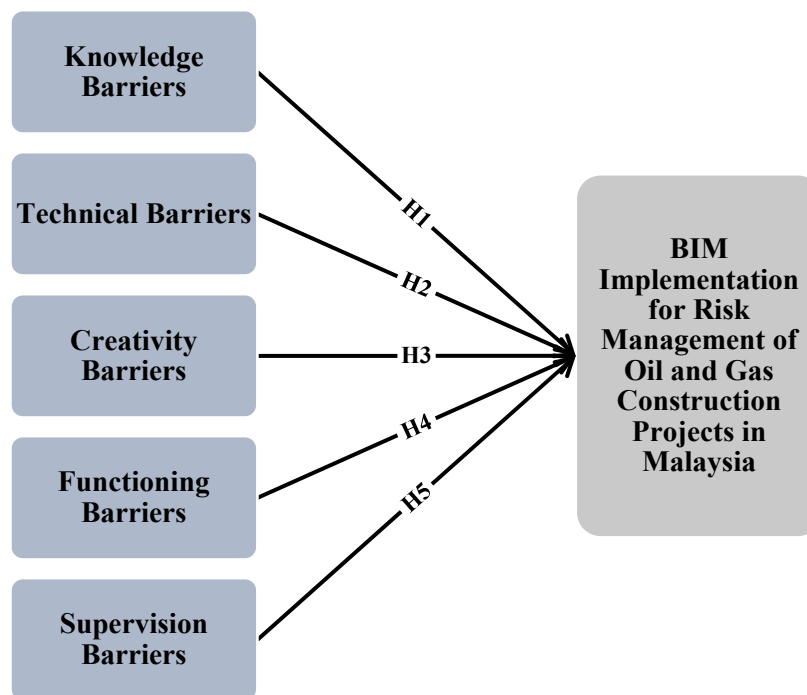 Knowledge
Barriers
Technical Barriers
Creativity
Barriers
Functioning
Barriers
Supervision
Barriers
H1
H2
H3
H4
H5
BIM
Implementation
for Risk
Management of
Oil and Gas
Construction
Projects in
Malaysia